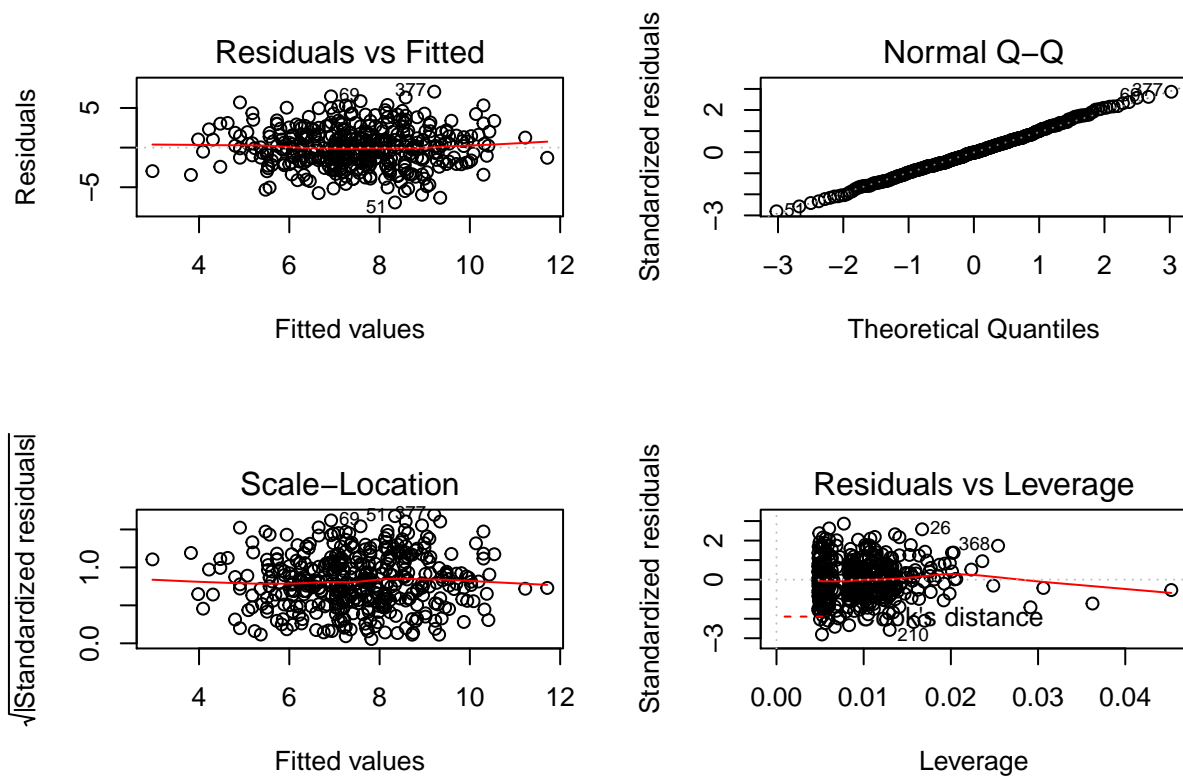 Residuals vs Fitted
Residuals
5
−5
69
377
51
4 6 8 10 12
Fitted values
Normal Q−Q
Standardized residuals
2
0
−3
377
51
−3 −2 −1 0 1 2 3
Theoretical Quantiles
Scale−Location
√|Standardized residuals|
1.0
0.0
69
51
377
4 6 8 10 12
Fitted values
Residuals vs Leverage
Standardized residuals
2
0
−3
26
368
k's distance
210
0.00 0.01 0.02 0.03 0.04
Leverage